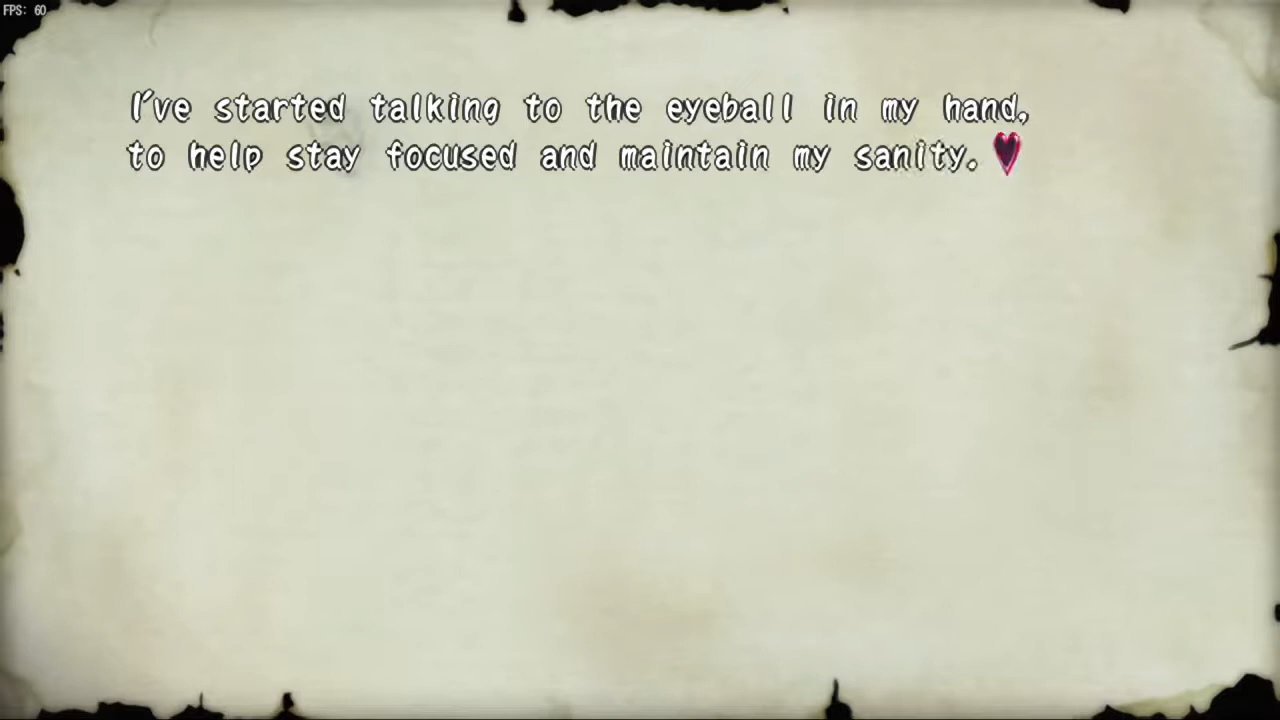 FPS: 60
I've started talking to the eyeball in my hand,
to help stay focused and maintain my sanity.